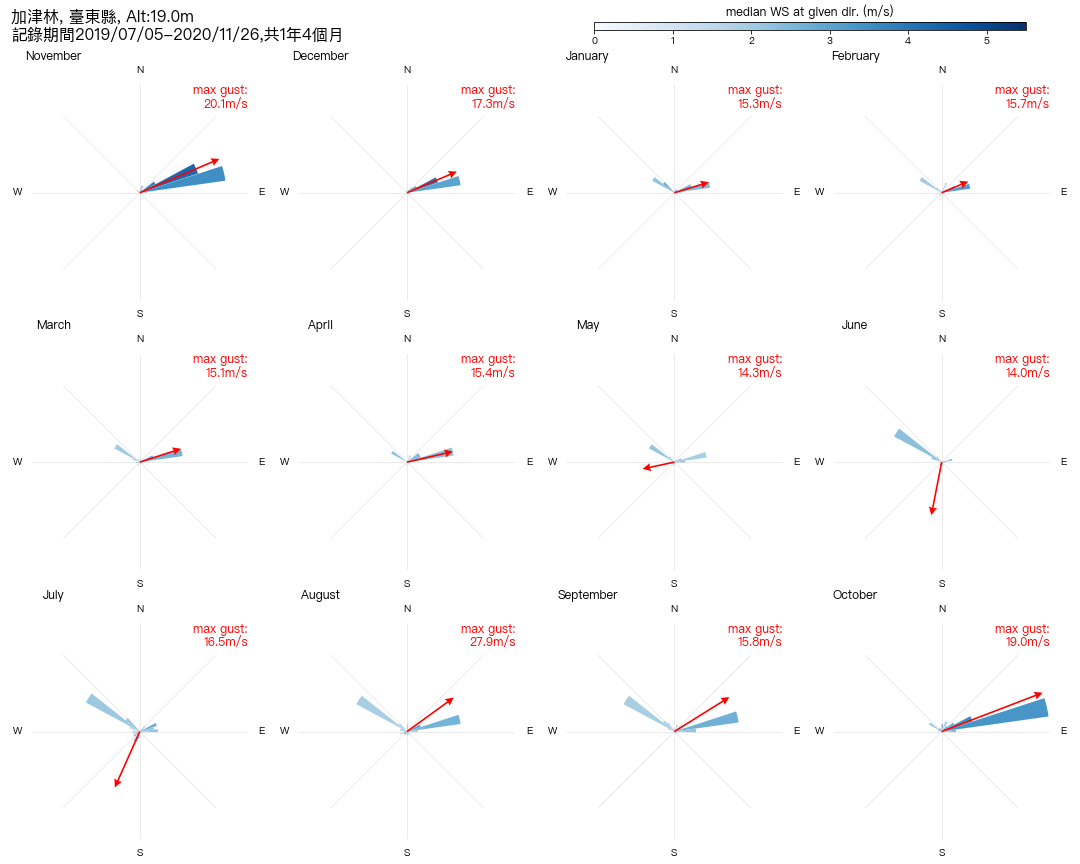 加津林, 臺東縣, Alt:19.0m
記錄期間2019/07/05–2020/11/26,共1年4個月
median WS at given dir. (m/s)
0 1 2 3 4 5
November
N
max gust:
20.1m/s
W E
S
December
N
max gust:
17.3m/s
W E
S
January
N
max gust:
15.3m/s
W E
S
February
N
max gust:
15.7m/s
W E
S
March
N
max gust:
15.1m/s
W E
S
April
N
max gust:
15.4m/s
W E
S
May
N
max gust:
14.3m/s
W E
S
June
N
max gust:
14.0m/s
W E
S
July
N
max gust:
16.5m/s
W E
S
August
N
max gust:
27.9m/s
W E
S
September
N
max gust:
15.8m/s
W E
S
October
N
max gust:
19.0m/s
W E
S